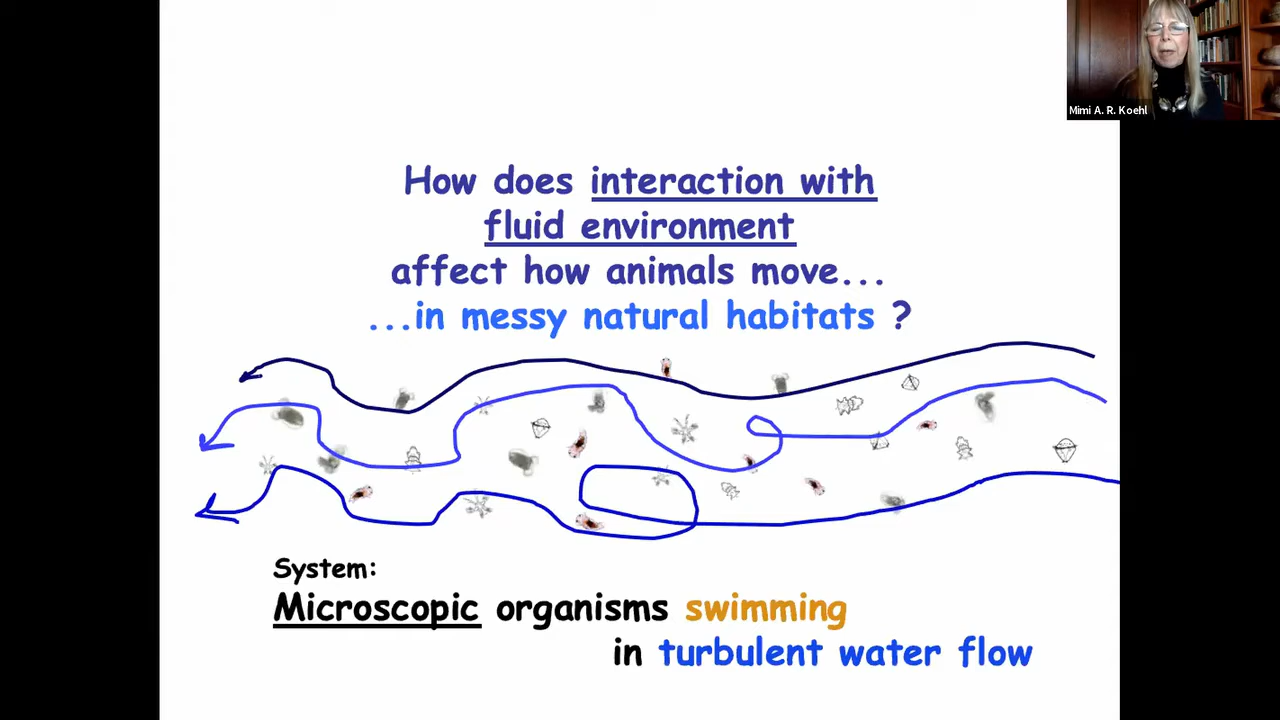 Mimi A. R. Koehl
How does interaction with
fluid environment
affect how animals move...
...in messy natural habitats ?
System:
Microscopic organisms swimming
in turbulent water flow